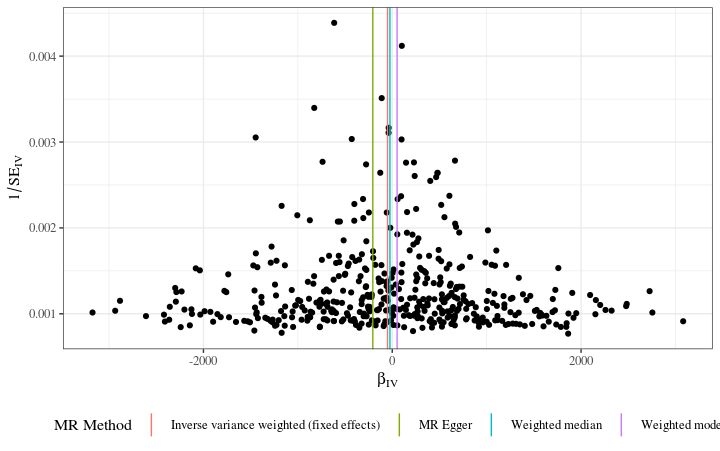 0.004
0.003
0.002
0.001
1/SE_IV
-2000 0 2000
β_IV
MR Method Inverse variance weighted (fixed effects) MR Egger Weighted median Weighted mode